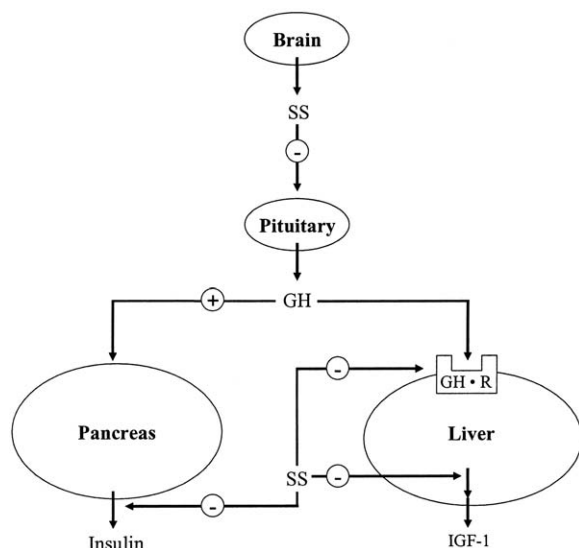 Brain
SS
-
Pituitary
+
GH
-
GH • R
Pancreas
Liver
SS
-
-
Insulin
IGF-1